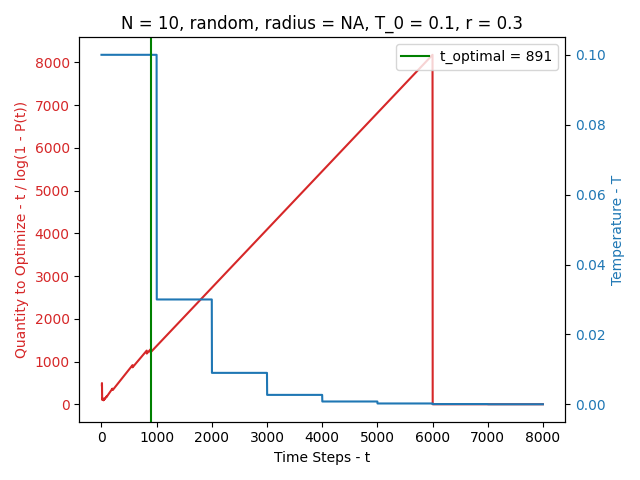 N = 10, random, radius = NA, T_0 = 0.1, r = 0.3
t_optimal = 891
Quantity to Optimize - t / log(1 - P(t))
8000
7000
6000
5000
4000
3000
2000
1000
0
0.10
0.08
0.06
0.04
0.02
0.00
Temperature - T
0 1000 2000 3000 4000 5000 6000 7000 8000
Time Steps - t